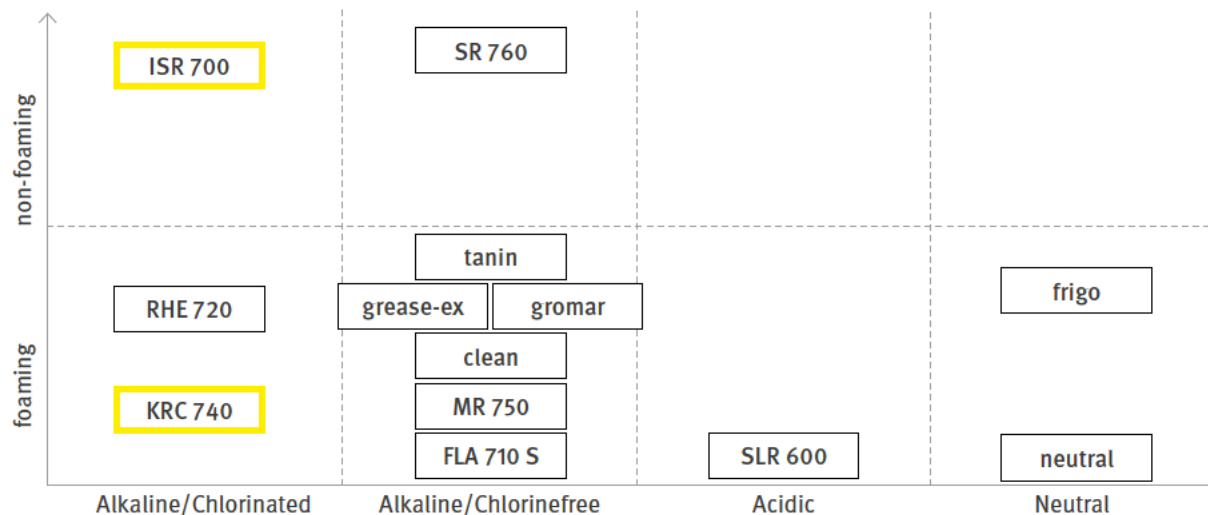 non-foaming
ISR 700
SR 760
foaming
tanin
RHE 720
grease-ex
gromar
frigo
clean
KRC 740
MR 750
FLA 710 S
SLR 600
neutral
Alkaline/Chlorinated
Alkaline/Chlorinefree
Acidic
Neutral